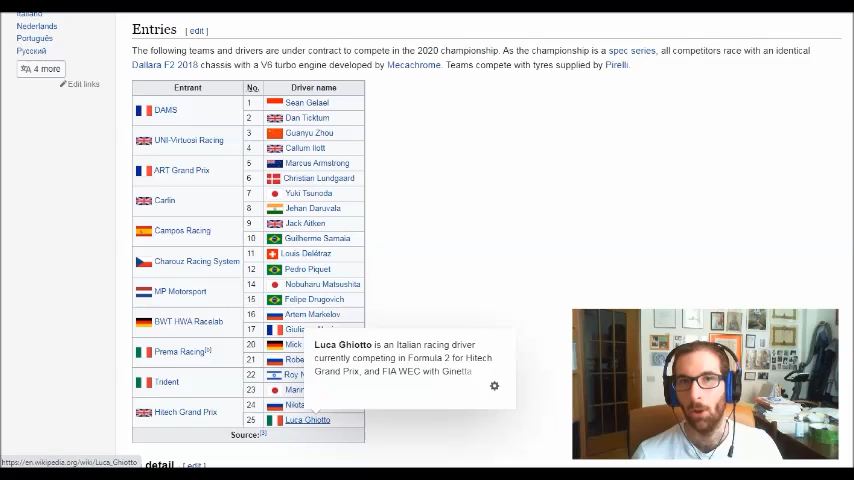 Italiano
Nederlands
Português
Русский
4 more
Edit links
Entries [ edit ]
The following teams and drivers are under contract to compete in the 2020 championship. As the championship is a spec series, all competitors race with an identical
Dallara F2 2018 chassis with a V6 turbo engine developed by Mecachrome. Teams compete with tyres supplied by Pirelli.
Entrant No. Driver name
DAMS 1 Sean Gelael
2 Dan Ticktum
UNI-Virtuosi Racing 3 Guanyu Zhou
4 Callum Ilott
ART Grand Prix 5 Marcus Armstrong
6 Christian Lundgaard
Carlin 7 Yuki Tsunoda
8 Jehan Daruvala
Campos Racing 9 Jack Aitken
10 Guilherme Samaia
Charouz Racing System 11 Louis Delétraz
12 Pedro Piquet
MP Motorsport 14 Nobuharu Matsushita
15 Felipe Drugovich
BWT HWA Racelab 16 Artem Markelov
17
Prema Racing 20 Mick
21 Robe
Trident 22 Roy N
23 Marin
Hitech Grand Prix 24 Nikita
25 Luca Ghiotto
Source:[3]
Luca Ghiotto is an Italian racing driver
currently competing in Formula 2 for Hitech
Grand Prix, and FIA WEC with Ginetta
detail [ edit ]
https://en.wikipedia.org/wiki/Luca_Ghiotto